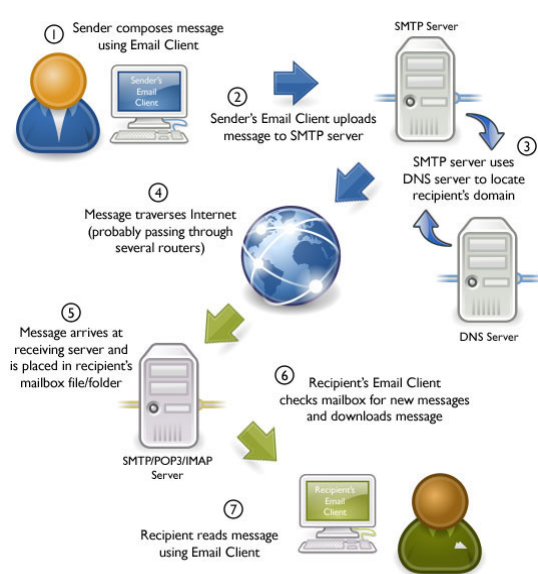 1
Sender composes message
using Email Client
Sender's
Email
Client
2
Sender's Email Client uploads
message to SMTP server
SMTP Server
3
SMTP server uses
DNS server to locate
recipient's domain
DNS Server
4
Message traverses Internet
(probably passing through
several routers)
5
Message arrives at
receiving server and
is placed in recipient's
mailbox file/folder
SMTP/POP3/IMAP
Server
6
Recipient's Email Client
checks mailbox for new messages
and downloads message
7
Recipient reads message
using Email Client
Recipient's
Email
Client